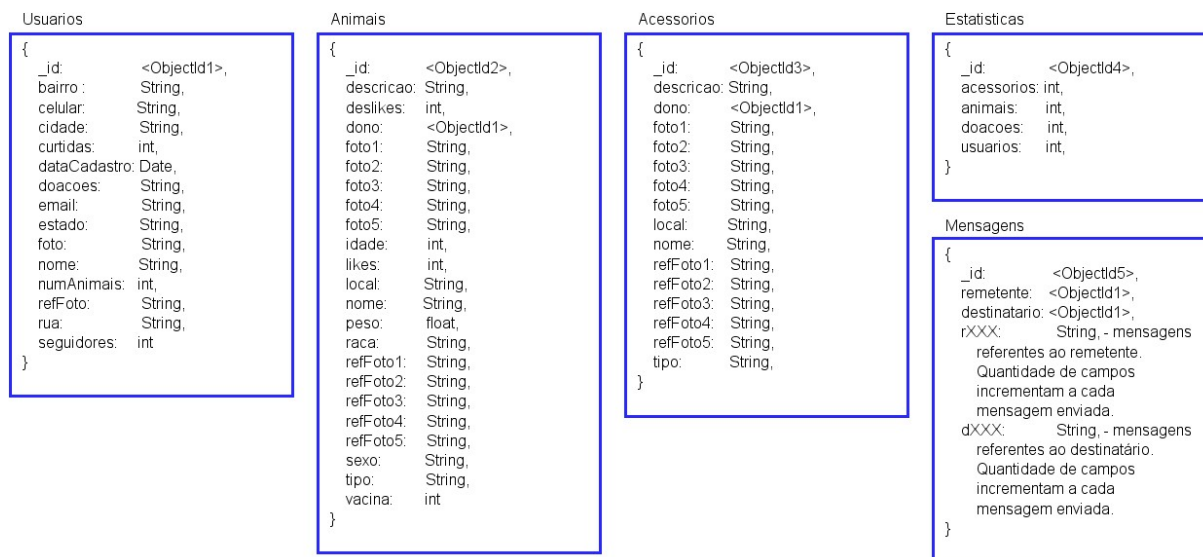 Usuarios
{
_id: <ObjectId1>,
bairro : String,
celular: String,
cidade: String,
curtidas: int,
dataCadastro: Date,
doacoes: String,
email: String,
estado: String,
foto: String,
nome: String,
numAnimais: int,
refFoto: String,
rua: String,
seguidores: int
}
Animais
{
_id: <ObjectId2>,
descricao: String,
deslikes: int,
dono: <ObjectId1>,
foto1: String,
foto2: String,
foto3: String,
foto4: String,
foto5: String,
idade: int,
likes: int,
local: String,
nome: String,
peso: float,
raca: String,
refFoto1: String,
refFoto2: String,
refFoto3: String,
refFoto4: String,
refFoto5: String,
sexo: String,
tipo: String,
vacina: int
}
Acessorios
{
_id: <ObjectId3>,
descricao: String,
dono: <ObjectId1>,
foto1: String,
foto2: String,
foto3: String,
foto4: String,
foto5: String,
local: String,
nome: String,
refFoto1: String,
refFoto2: String,
refFoto3: String,
refFoto4: String,
refFoto5: String,
tipo: String,
}
Estatisticas
{
_id: <ObjectId4>,
acessorios: int,
animais: int,
doacoes: int,
usuarios: int,
}
Mensagens
{
_id: <ObjectId5>,
remetente: <ObjectId1>,
destinatario: <ObjectId1>,
rXXX: String, - mensagens
referentes ao remetente.
Quantidade de campos
incrementam a cada
mensagem enviada.
dXXX: String, - mensagens
referentes ao destinatário.
Quantidade de campos
incrementam a cada
mensagem enviada.
}